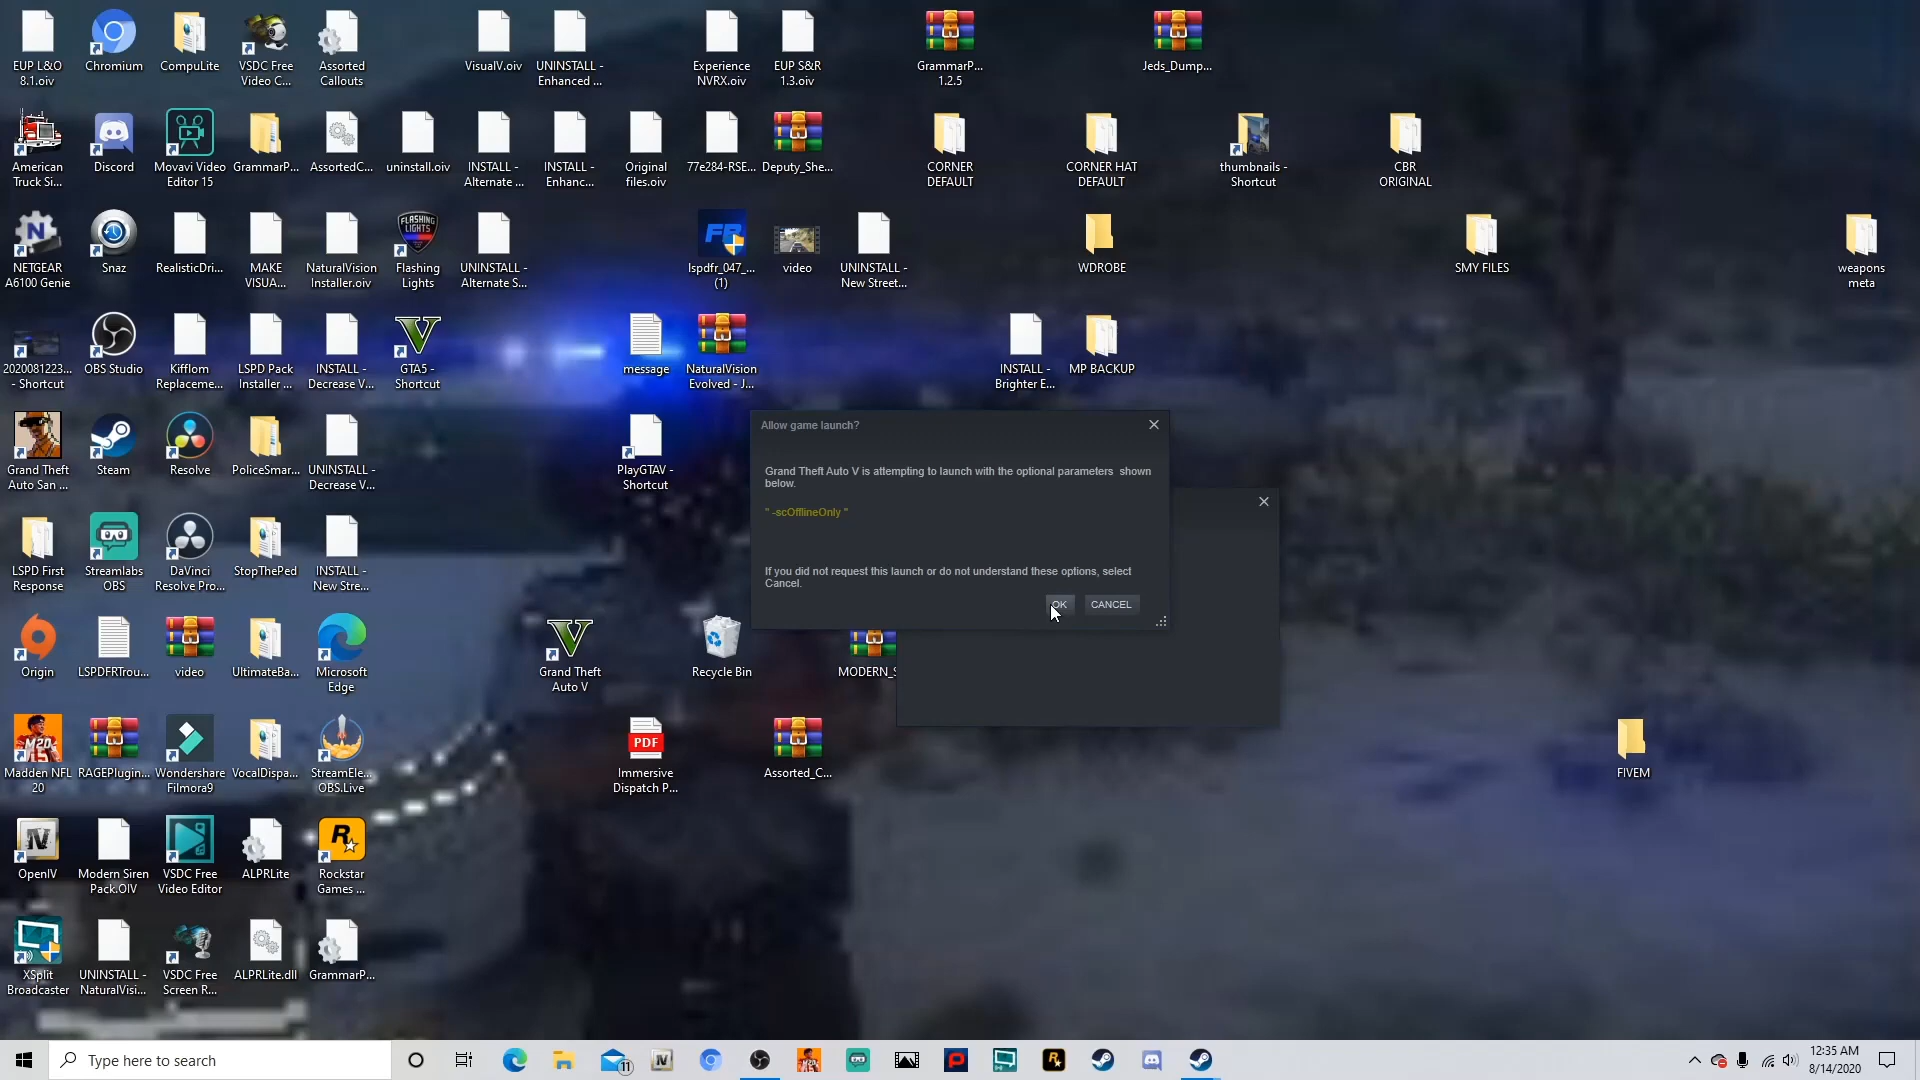 EUP L&O
8.1.oiv
Chromium
CompuLite
VSDC Free
Video C...
Assorted
Callouts
VisualV.oiv
UNINSTALL -
Enhanced ...
Experience
NVRX.oiv
EUP S&R
1.3.oiv
GrammarP...
1.2.5
Jeds_Dump...
American
Truck Si...
Discord
Movavi Video
Editor 15
GrammarP...
AssortedC...
uninstall.oiv
INSTALL -
Alternate ...
INSTALL -
Enhanc...
Original
files.oiv
77e284-RSE...
Deputy_She...
CORNER
DEFAULT
CORNER HAT
DEFAULT
thumbnails -
Shortcut
CBR
ORIGINAL
N
NETGEAR
A6100 Genie
Snaz
RealisticDri...
MAKE
VISUA...
NaturalVision
Installer.oiv
FLASHING
LIGHTS
Flashing
Lights
UNINSTALL -
Alternate S...
FR
lspdfr_047_...
(1)
video
UNINSTALL -
New Street...
WDROBE
SMY FILES
weapons
meta
2020081223...
- Shortcut
OBS Studio
Kifflom
Replaceme...
LSPD Pack
Installer ...
INSTALL -
Decrease V...
V
GTA5 -
Shortcut
message
NaturalVision
Evolved - J...
INSTALL -
Brighter E...
MP BACKUP
Grand Theft
Auto San ...
Steam
Resolve
PoliceSmar...
UNINSTALL -
Decrease V...
PlayGTAV -
Shortcut
Allow game launch?
Grand Theft Auto V is attempting to launch with the optional parameters shown
below.
" -scOfflineOnly "
If you did not request this launch or do not understand these options, select
Cancel.
OK
CANCEL
LSPD First
Response
Streamlabs
OBS
DaVinci
Resolve Pro...
StopThePed
INSTALL -
New Stre...
Origin
LSPDFRTrou...
video
UltimateBa...
Microsoft
Edge
V
Grand Theft
Auto V
Recycle Bin
MODERN_S
M20
Madden NFL
20
RAGEPlugin...
Wondershare
Filmora9
VocalDispa...
StreamEle...
OBS.Live
PDF
Immersive
Dispatch P...
Assorted_C...
FIVEM
IV
OpenIV
Modern Siren
Pack.OIV
VSDC Free
Video Editor
ALPRLite
R
Rockstar
Games ...
XSplit
Broadcaster
UNINSTALL -
NaturalVisi...
VSDC Free
Screen R...
ALPRLite.dll
GrammarP...
Type here to search
11
12:35 AM
8/14/2020